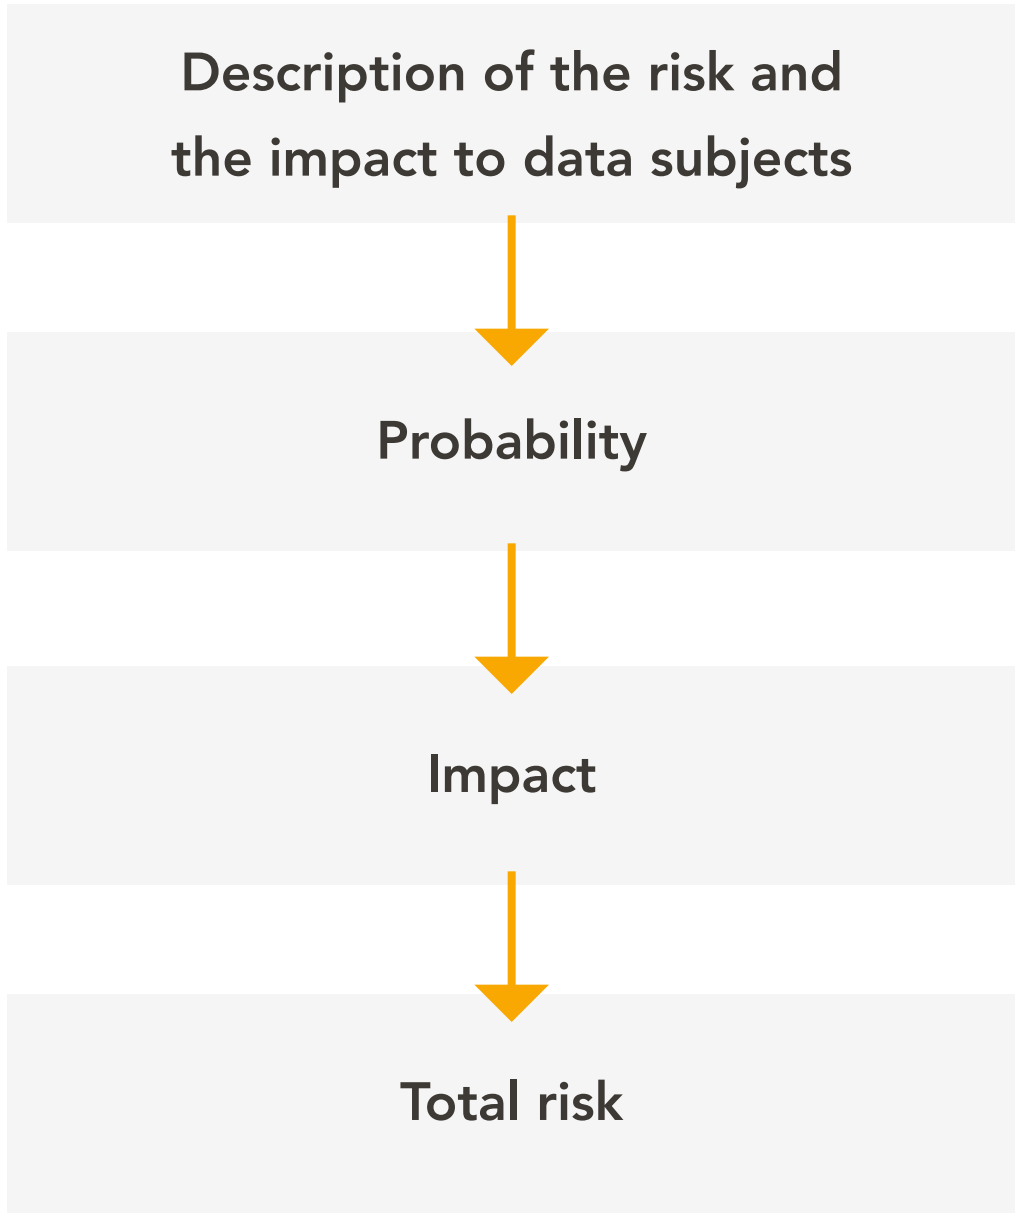 Description of the risk and
the impact to data subjects
Probability
Impact
Total risk